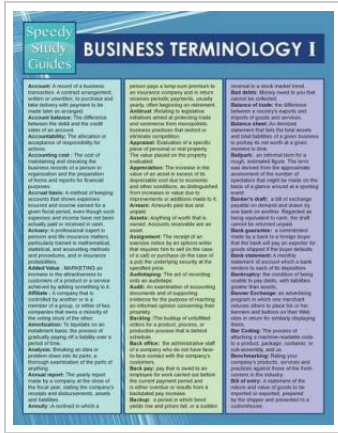 Speedy
Study
Guides
BUSINESS TERMINOLOGY I
Account: A record of a business
transaction. A contract arrangement,
written or unwritten, to purchase and
take delivery with payment to be
made later as arranged.
Account balance: The difference
between the debit and the credit
sides of an account.
Accountability: The allocation or
acceptance of responsibility for
actions.
Accounting cost: The cost of
maintaining and checking the
business records of a person or
organization and the preparation
of forms and reports for financial
purposes.
Accrual basis: A method of keeping
accounts that shows expenses
incurred and income earned for a
given fiscal period, even though such
expenses and income have not been
actually paid or received in cash.
Actuary: A professional expert in
pension and life insurance matters,
particularly trained in mathematical,
statistical, and accounting methods
and procedures, and in insurance
probabilities.
Added Value: MARKETING an
increase in the attractiveness to
customers of a product or a service
achieved by adding something to it
Affiliate: A company that is
controlled by another or is a
member of a group, or either of two
companies that owns a minority of
the voting stock of the other.
Amortization: To liquidate on an
installment basis; the process of
gradually paying off a liability over a
period of time.
Analyze: Breaking an idea or
problem down into its parts; a
thorough examination of the parts of
anything.
Annual report: The yearly report
made by a company at the close of
the fiscal year, stating the company's
receipts and disbursements, assets
and liabilities.
Annuity: A contract in which a
person pays a lump-sum premium to
an insurance company and in return
receives periodic payments, usually
yearly, often beginning on retirement.
Antitrust: Relating to legislative
initiatives aimed at protecting trade
and commerce from monopolistic
business practices that restrict or
eliminate competition.
Appraisal: Evaluation of a specific
piece of personal or real property.
The value placed on the property
evaluated.
Appreciation: The increase in the
value of an asset in excess of its
depreciable cost due to economic
and other conditions, as distinguished
from increases in value due to
improvements or additions made to it.
Arrears: Amounts past due and
unpaid.
Assets: Anything of worth that is
owned. Accounts receivable are an
asset.
Assignment: The receipt of an
exercise notice by an options writer
that requires him to sell (in the case
of a call) or purchase (in the case of
a put) the underlying security at the
specified price.
Audiotaping: The act of recording
onto an audiotape.
Audit: An examination of accounting
documents and of supporting
evidence for the purpose of reaching
an informed opinion concerning their
propriety.
Backlog: The buildup of unfulfilled
orders for a product, process, or
production process that is behind
schedule.
Back office: the administrative staff
of a company who do not have face-
to-face contact with the company's
customers.
Back pay: pay that is owed to an
employee for work carried out before
the current payment period and
is either overdue or results from a
backdated pay increase.
Backup: a period in which bond
yields rise and prices fall, or a sudden
reversal in a stock market trend.
Bad debts: Money owed to you that
cannot be collected.
Balance of trade: the difference
between a country's exports and
imports of goods and services.
Balance sheet: An itemized
statement that lists the total assets
and total liabilities of a given business
to portray its net worth at a given
moment in time.
Ballpark: an informal term for a
rough, estimated figure. The term
was derived from the approximate
assessment of the number of
spectators that might be made on the
basis of a glance around at a sporting
event.
Banker's draft: a bill of exchange
payable on demand and drawn by
one bank on another. Regarded as
being equivalent to cash, the draft
cannot be returned unpaid.
Bank guarantee: a commitment
made by a bank to a foreign buyer
that the bank will pay an exporter for
goods shipped if the buyer defaults.
Bank statement: A monthly
statement of account which a bank
renders to each of its depositors.
Bankruptcy: the condition of being
unable to pay debts, with liabilities
greater than assets.
Banner Exchange: an advertising
program in which one merchant
induces others to place his or her
banners and buttons on their Web
sites in return for similarly displaying
theirs.
Bar Coding: The process of
attaching a machine-readable code
to a product, package, container, or
sub-assembly, and us
Benchmarking: Rating your
company's products, services and
practices against those of the front-
runners in the industry.
Bill of entry: A statement of the
nature and value of goods to be
imported or exported, prepared
by the shipper and presented to a
customhouse.